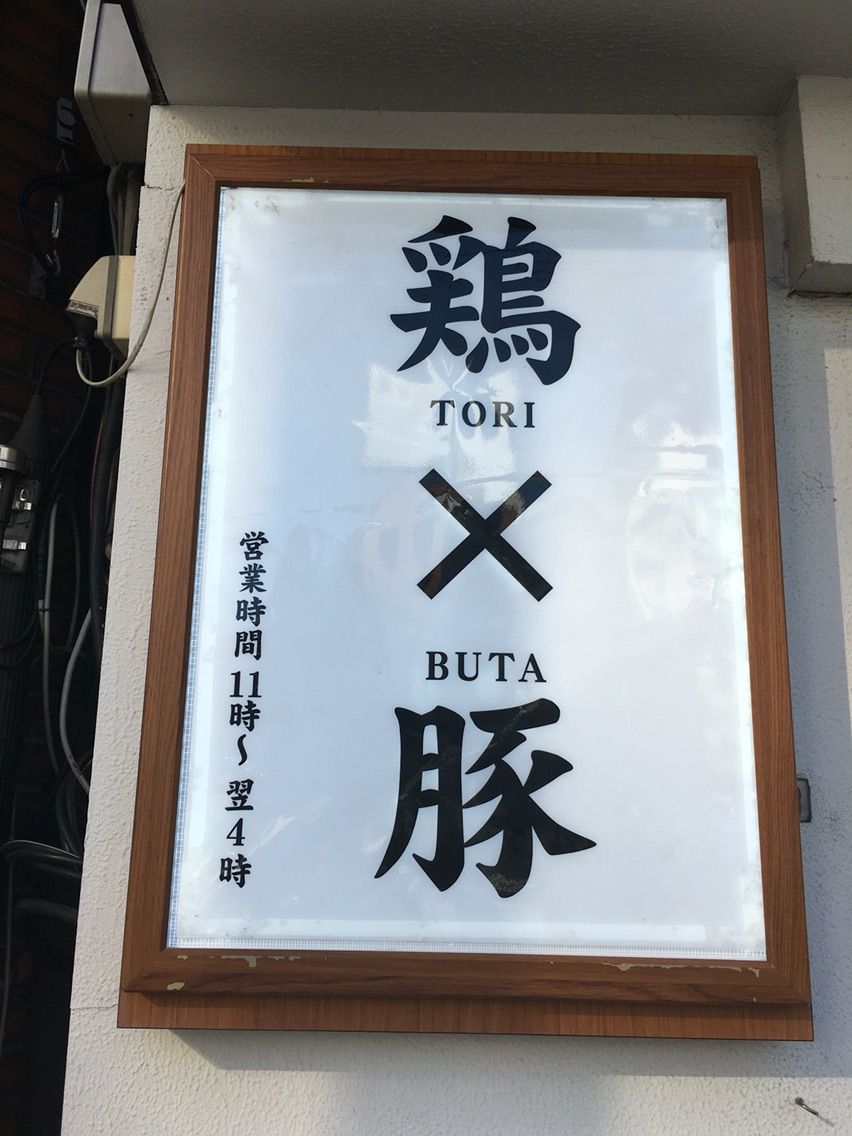 鶏
TORI
×
BUTA
豚
営業時間 11時〜翌4時